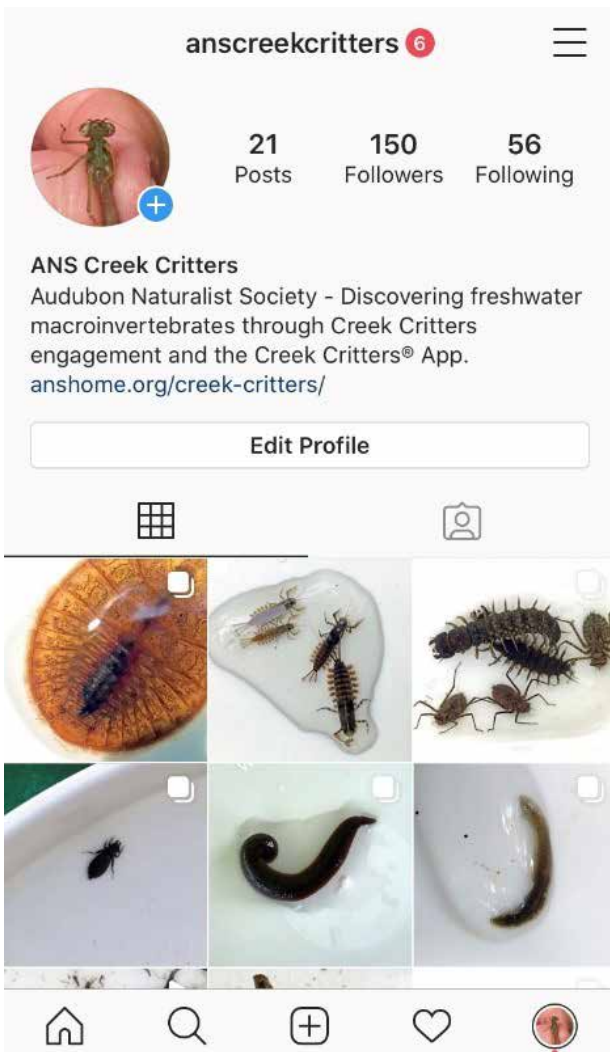 anscreekcritters 6
21 150 56
Posts Followers Following
ANS Creek Critters
Audubon Naturalist Society - Discovering freshwater
macroinvertebrates through Creek Critters
engagement and the Creek Critters® App.
anshome.org/creek-critters/
Edit Profile